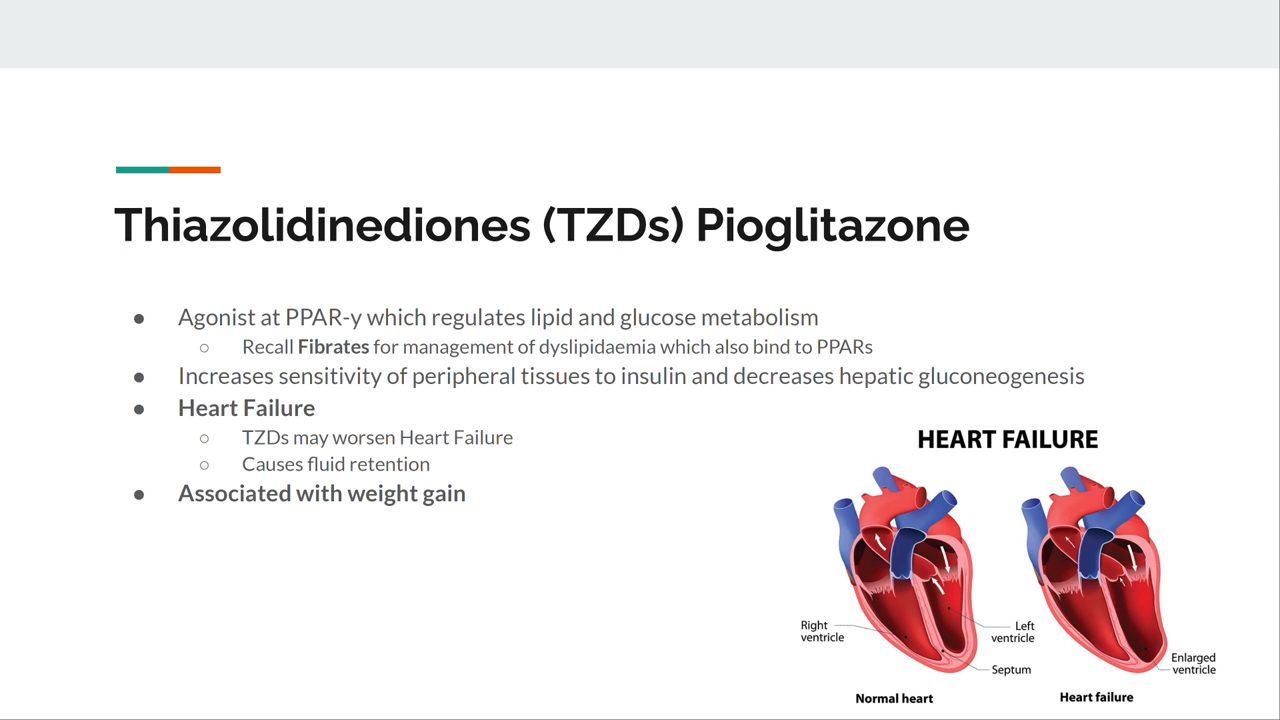 Thiazolidinediones (TZDs) Pioglitazone
● Agonist at PPAR-y which regulates lipid and glucose metabolism
○ Recall Fibrates for management of dyslipidaemia which also bind to PPARs
● Increases sensitivity of peripheral tissues to insulin and decreases hepatic gluconeogenesis
● Heart Failure
○ TZDs may worsen Heart Failure
○ Causes fluid retention
● Associated with weight gain
HEART FAILURE
Right
ventricle
Left
ventricle
Septum
Enlarged
ventricle
Normal heart
Heart failure